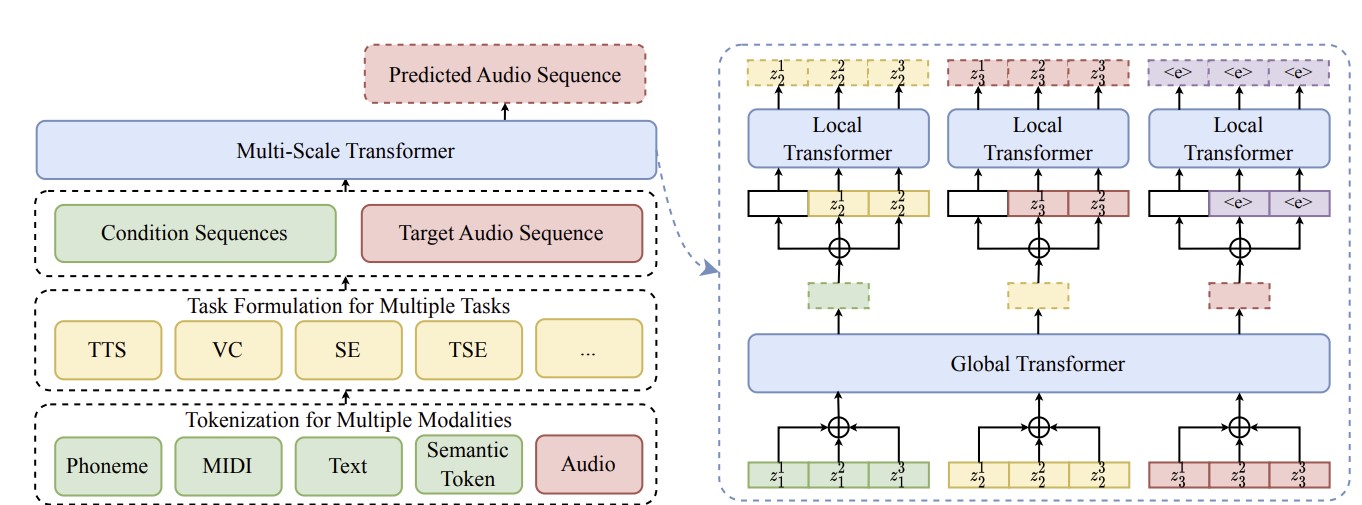 Predicted Audio Sequence
Multi-Scale Transformer
Condition Sequences
Target Audio Sequence
Task Formulation for Multiple Tasks
TTS
VC
SE
TSE
...
Tokenization for Multiple Modalities
Phoneme
MIDI
Text
Semantic
Token
Audio
z_2^1 z_2^2 z_2^3 z_3^1 z_3^2 z_3^3 <e> <e> <e>
Local
Transformer
Local
Transformer
Local
Transformer
z_2^1 z_2^2 z_3^1 z_3^2 <e> <e>
Global Transformer
z_1^1 z_1^2 z_1^3 z_2^1 z_2^2 z_2^3 z_3^1 z_3^2 z_3^3